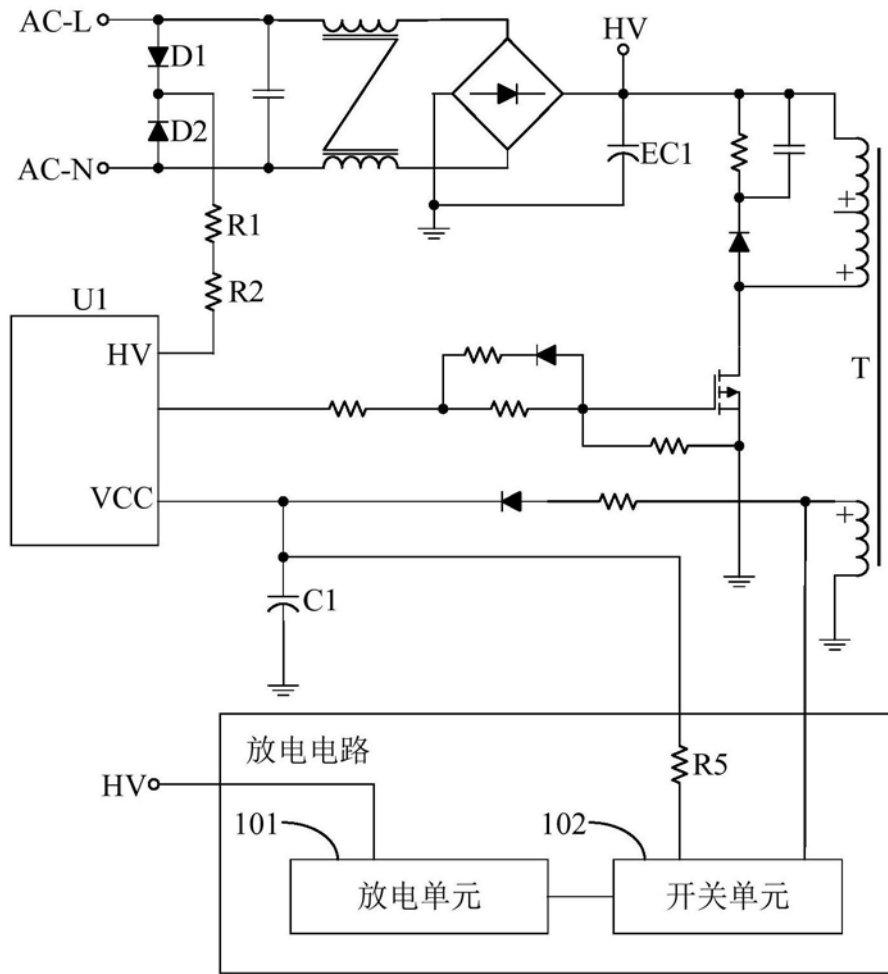 AC-L
HV
D1
D2
EC1
AC-N
+
R1
+
R2
U1
HV
T
VCC
+
C1
放电电路
R5
HV
101
102
放电单元
开关单元